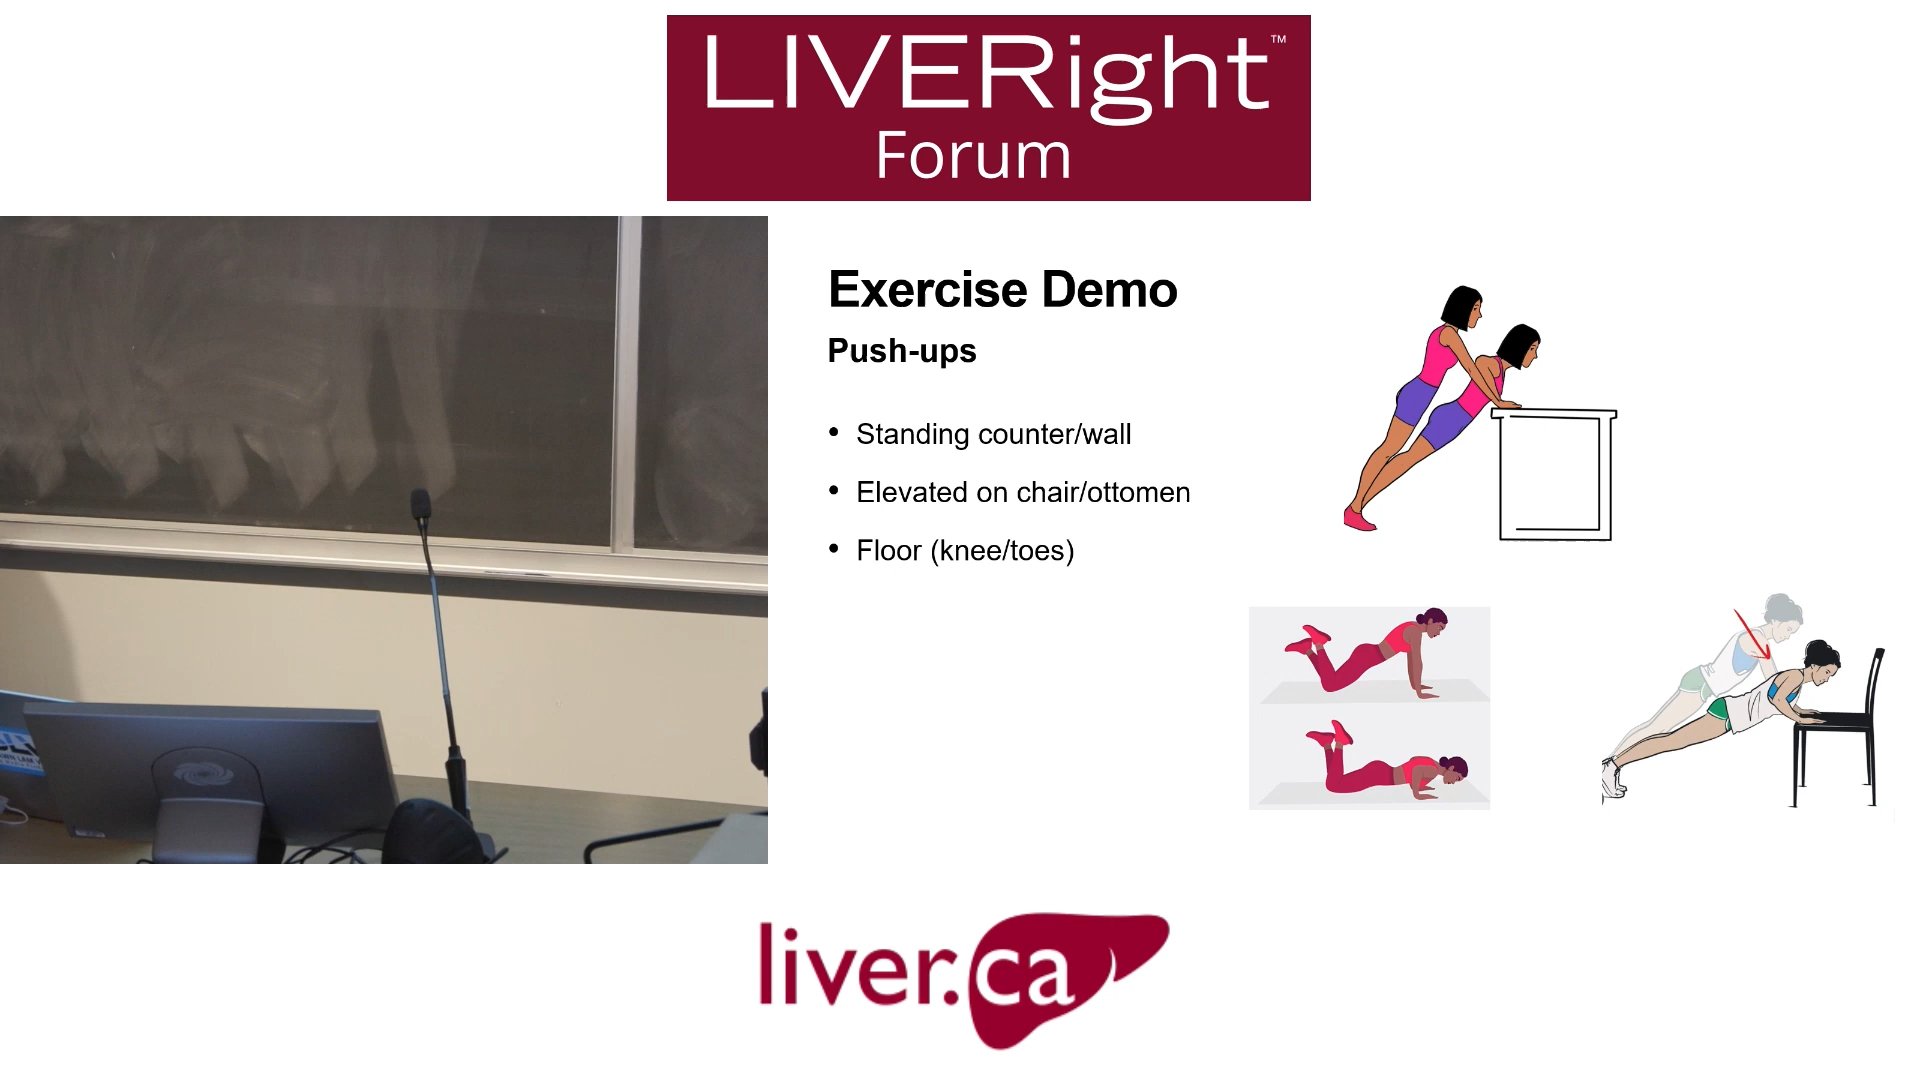 LIVERight™
Forum
Exercise Demo
Push-ups
• Standing counter/wall
• Elevated on chair/ottomen
• Floor (knee/toes)
liver.ca